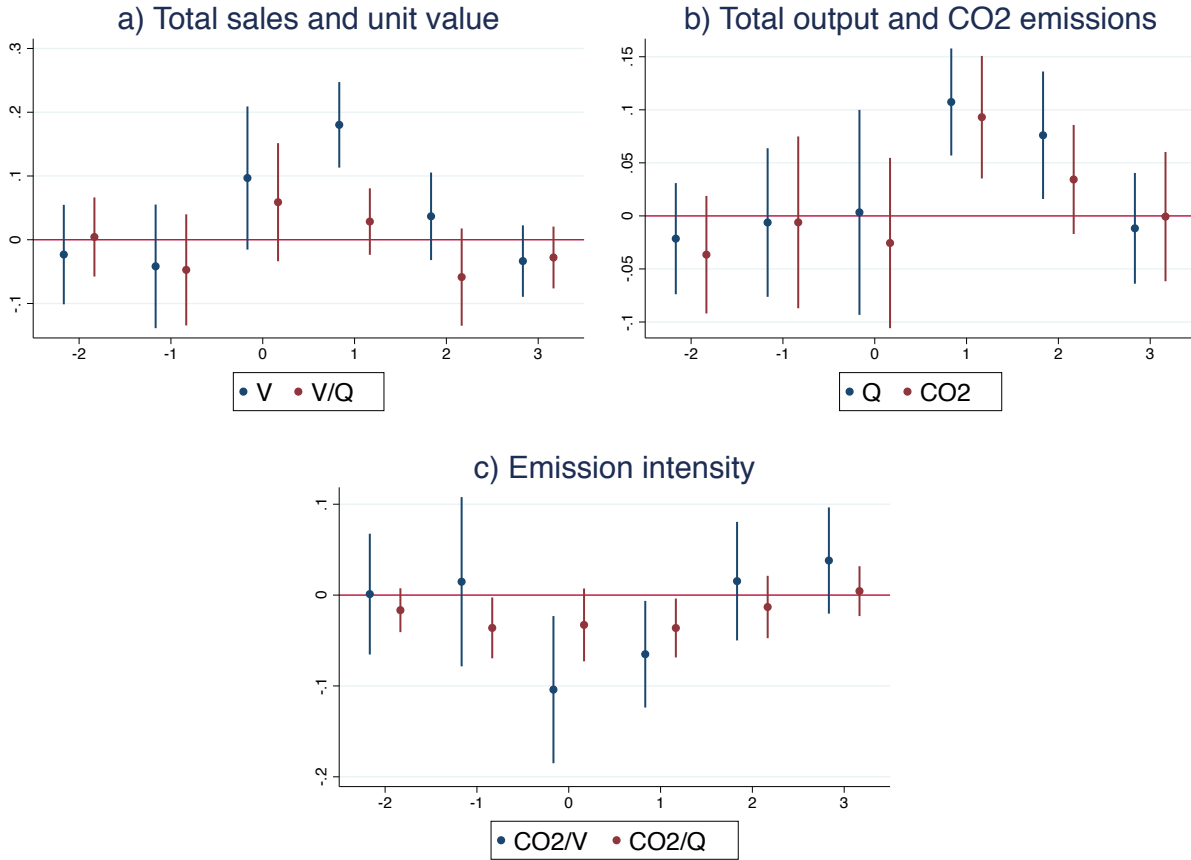 a) Total sales and unit value
.3
.2
.1
0
-.1
-2 -1 0 1 2 3
V V/Q
b) Total output and CO2 emissions
.15
.1
.05
0
-.05
-.1
-2 -1 0 1 2 3
Q CO2
c) Emission intensity
.1
0
-.1
-.2
-2 -1 0 1 2 3
CO2/V CO2/Q